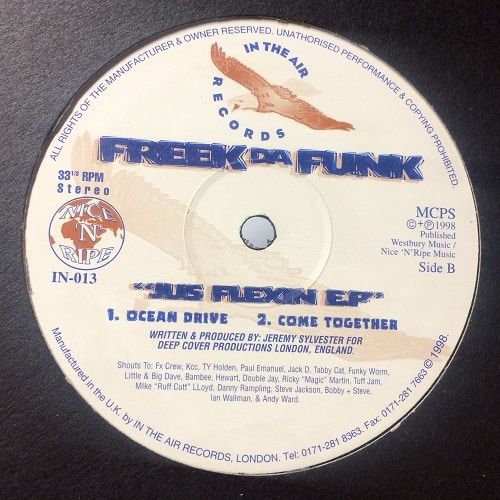 ALL RIGHTS OF THE MANUFACTURER & OWNER RESERVED. UNATHORISED PERFORMANCE & COPYING PROHIBITED.
IN THE AIR
RECORDS
FREEK DA FUNK
33 1/3 RPM
Stereo
NICE
'N'
RIPE
IN-013
MCPS
©+℗1998
Published
Westbury Music /
Nice 'N'Ripe Music
Side B
"JUS FLEXIN E.P"
1. OCEAN DRIVE 2. COME TOGETHER
WRITTEN & PRODUCED BY: JEREMY SYLVESTER FOR
DEEP COVER PRODUCTIONS LONDON, ENGLAND.
Shouts To: Fx Crew, Kcc, TY Holden, Paul Emanuel, Jack D, Tabby Cat, Funky Worm,
Little & Big Dave, Bambee, Hewart, Double Jay, Ricky "Magic" Martin, Tuff Jam,
Mike "Ruff Cutt" LLoyd, Danny Rampling, Steve Jackson, Bobby + Steve,
Ian Wallman, & Andy Ward.
Manufactured in the U.K. by IN THE AIR RECORDS, LONDON. Tel: 0171-281 8363. Fax: 0171-281 7663 © 1998.